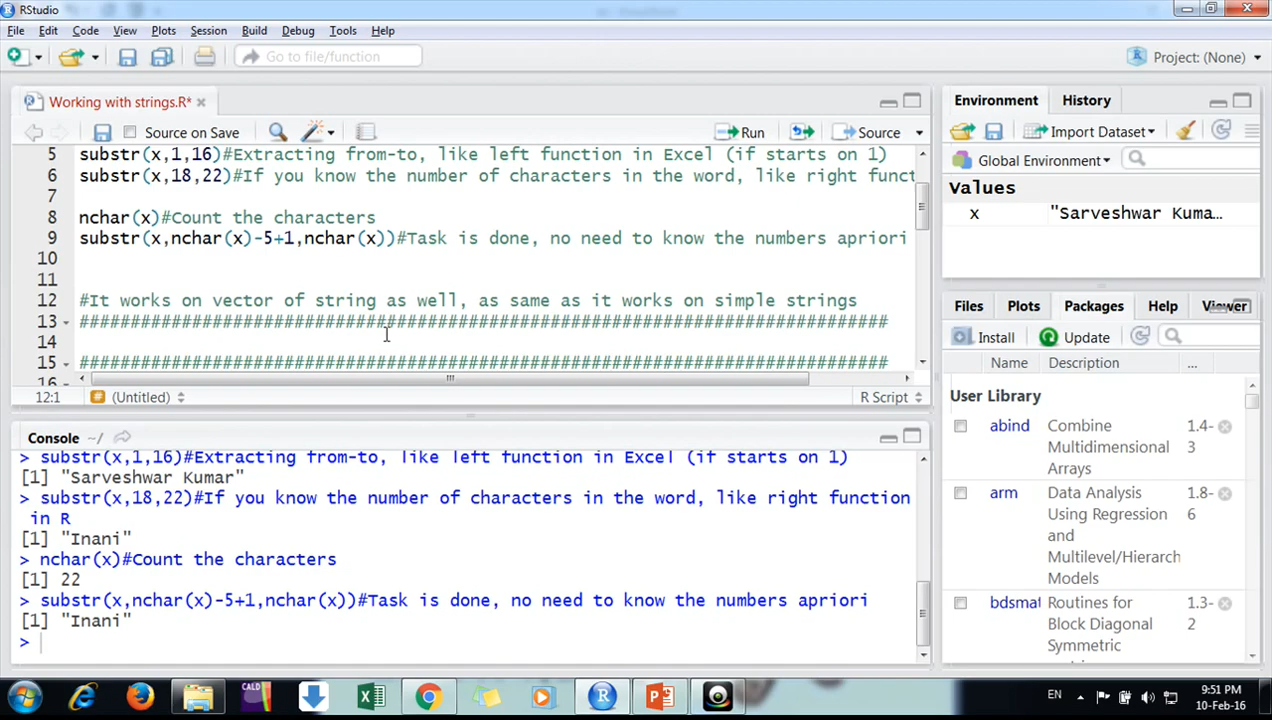 RStudio
File Edit Code View Plots Session Build Debug Tools Help
Go to file/function
Project: (None)
Working with strings.R*
Source on Save
Run
Source
5 substr(x,1,16)#Extracting from-to, like left function in Excel (if starts on 1)
6 substr(x,18,22)#If you know the number of characters in the word, like right funct
7
8 nchar(x)#Count the characters
9 substr(x,nchar(x)-5+1,nchar(x))#Task is done, no need to know the numbers apriori
10
11
12 #It works on vector of string as well, as same as it works on simple strings
13 ###############################################################################
14
15 ###############################################################################
16
12:1 (Untitled) R Script
Console ~/
> substr(x,1,16)#Extracting from-to, like left function in Excel (if starts on 1)
[1] "Sarveshwar Kumar"
> substr(x,18,22)#If you know the number of characters in the word, like right function
in R
[1] "Inani"
> nchar(x)#Count the characters
[1] 22
> substr(x,nchar(x)-5+1,nchar(x))#Task is done, no need to know the numbers apriori
[1] "Inani"
>
Environment History
Import Dataset
Global Environment
Values
x "Sarveshwar Kuma…
Files Plots Packages Help Viewer
Install Update
Name Description ...
User Library
abind Combine Multidimensional Arrays 1.4-3
arm Data Analysis Using Regression and Multilevel/Hierarch Models 1.8-6
bdsmat Routines for Block Diagonal Symmetric 1.3-2
CALD
EN
9:51 PM
10-Feb-16